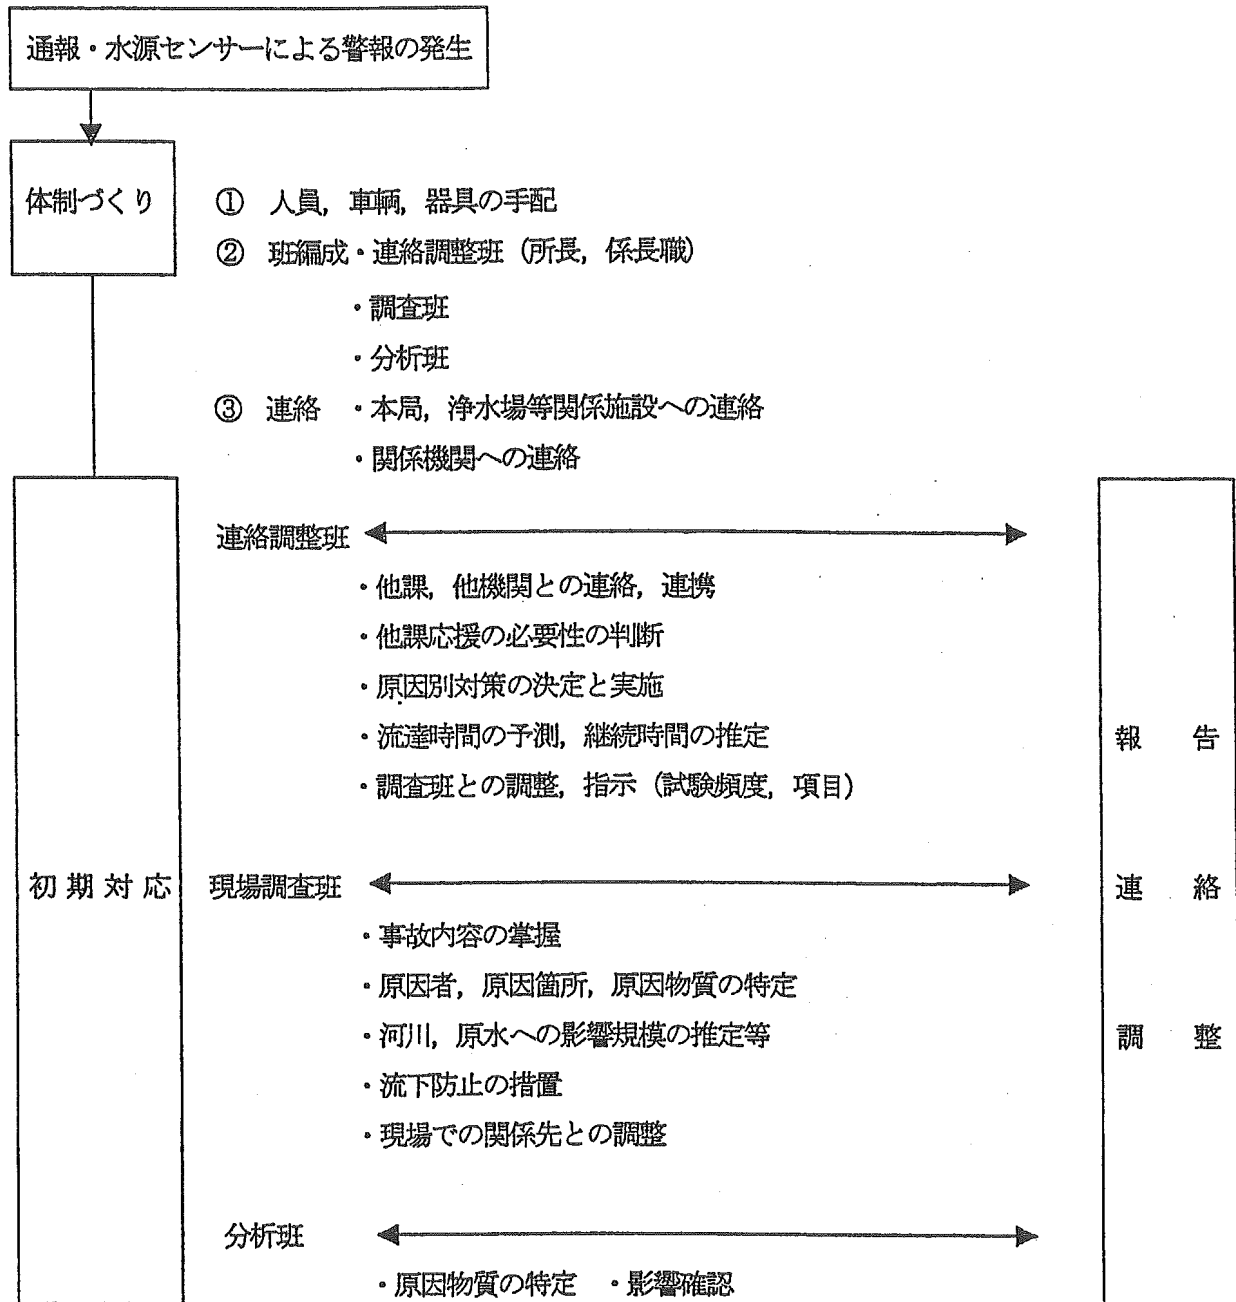 通報・水源センサーによる警報の発生
体制づくり
① 人員，車輌，器具の手配
② 班編成・連絡調整班（所長，係長職）
・調査班
・分析班
③ 連絡 ・本局，浄水場等関係施設への連絡
・関係機関への連絡
連絡調整班
・他課，他機関との連絡，連携
・他課応援の必要性の判断
・原因別対策の決定と実施
・流達時間の予測，継続時間の推定
報 告
・調査班との調整，指示（試験頻度，項目）
初期対応 現場調査班
連 絡
・事故内容の掌握
・原因者，原因箇所，原因物質の特定
・河川，原水への影響規模の推定等
調 整
・流下防止の措置
・現場での関係先との調整
分析班
・原因物質の特定 ・影響確認